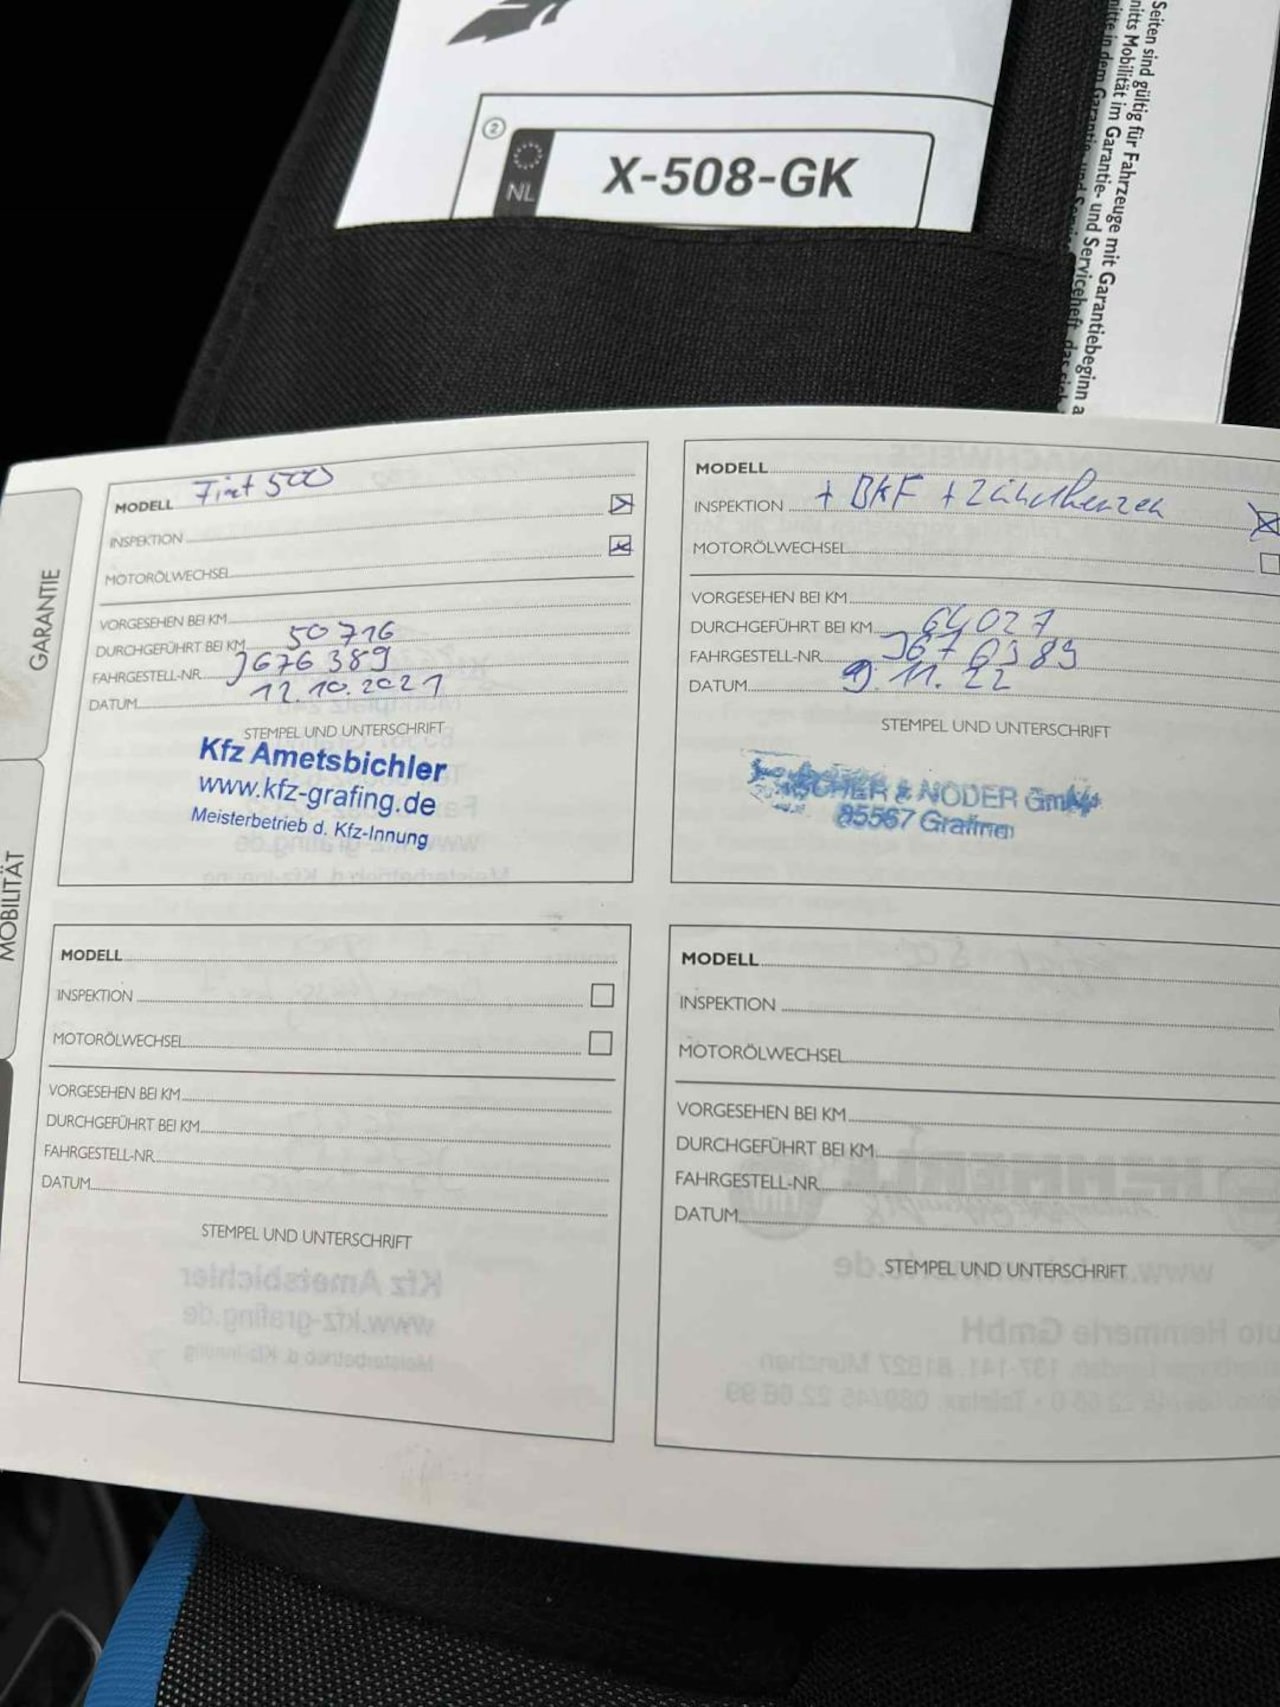 Seiten sind gültig für Fahrzeuge mit Garantiebeginn a
nitts Mobilität im Garantie- und Serviceheft, das sich
2
NL
X-508-GK
GARANTIE
MOBILITÄT
MODELL Fiat 500
INSPEKTION
MOTORÖLWECHSEL
VORGESEHEN BEI KM
DURCHGEFÜHRT BEI KM 50716
FAHRGESTELL-NR. J676389
DATUM 12.10.2021
STEMPEL UND UNTERSCHRIFT
Kfz Ametsbichler
www.kfz-grafing.de
Meisterbetrieb d. Kfz-Innung
MODELL
INSPEKTION + BKF + Zündkerzen
MOTORÖLWECHSEL
VORGESEHEN BEI KM
DURCHGEFÜHRT BEI KM 64027
FAHRGESTELL-NR. J676389
DATUM 9.11.22
STEMPEL UND UNTERSCHRIFT
& NODER GmbH
85567 Grafing
MODELL
INSPEKTION
MOTORÖLWECHSEL
VORGESEHEN BEI KM
DURCHGEFÜHRT BEI KM
FAHRGESTELL-NR.
DATUM
STEMPEL UND UNTERSCHRIFT
MODELL
INSPEKTION
MOTORÖLWECHSEL
VORGESEHEN BEI KM
DURCHGEFÜHRT BEI KM
FAHRGESTELL-NR.
DATUM
STEMPEL UND UNTERSCHRIFT